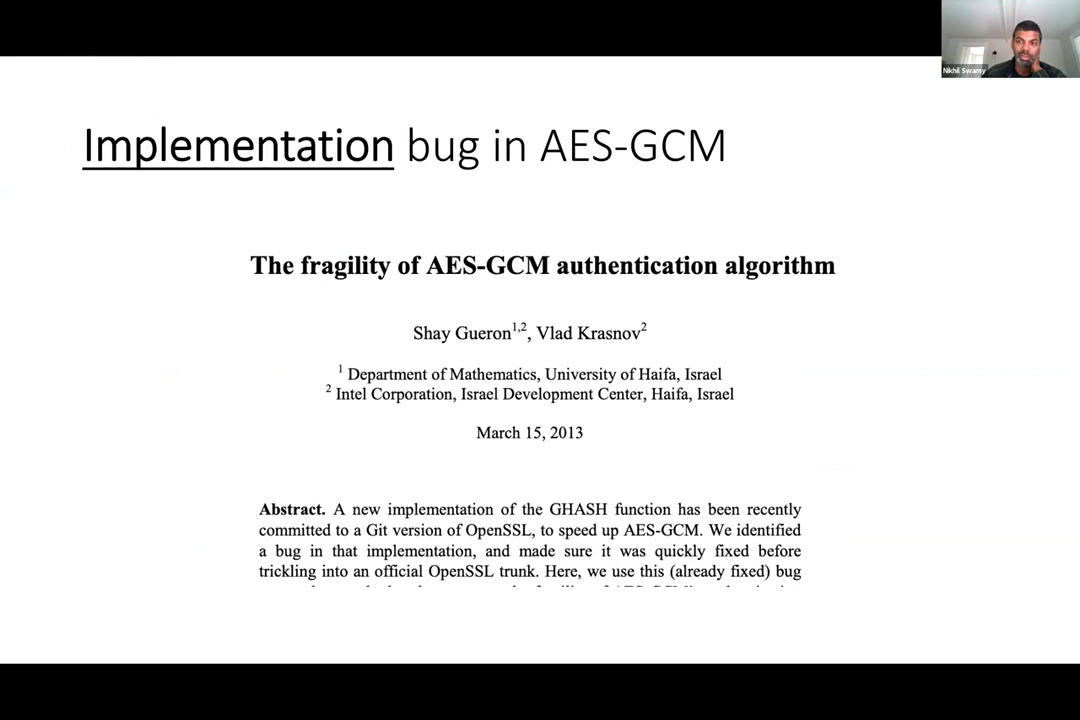 Nikhil Swamy
Implementation bug in AES-GCM
The fragility of AES-GCM authentication algorithm
Shay Gueron1,2, Vlad Krasnov2
1 Department of Mathematics, University of Haifa, Israel
2 Intel Corporation, Israel Development Center, Haifa, Israel
March 15, 2013
Abstract. A new implementation of the GHASH function has been recently
committed to a Git version of OpenSSL, to speed up AES-GCM. We identified
a bug in that implementation, and made sure it was quickly fixed before
trickling into an official OpenSSL trunk. Here, we use this (already fixed) bug